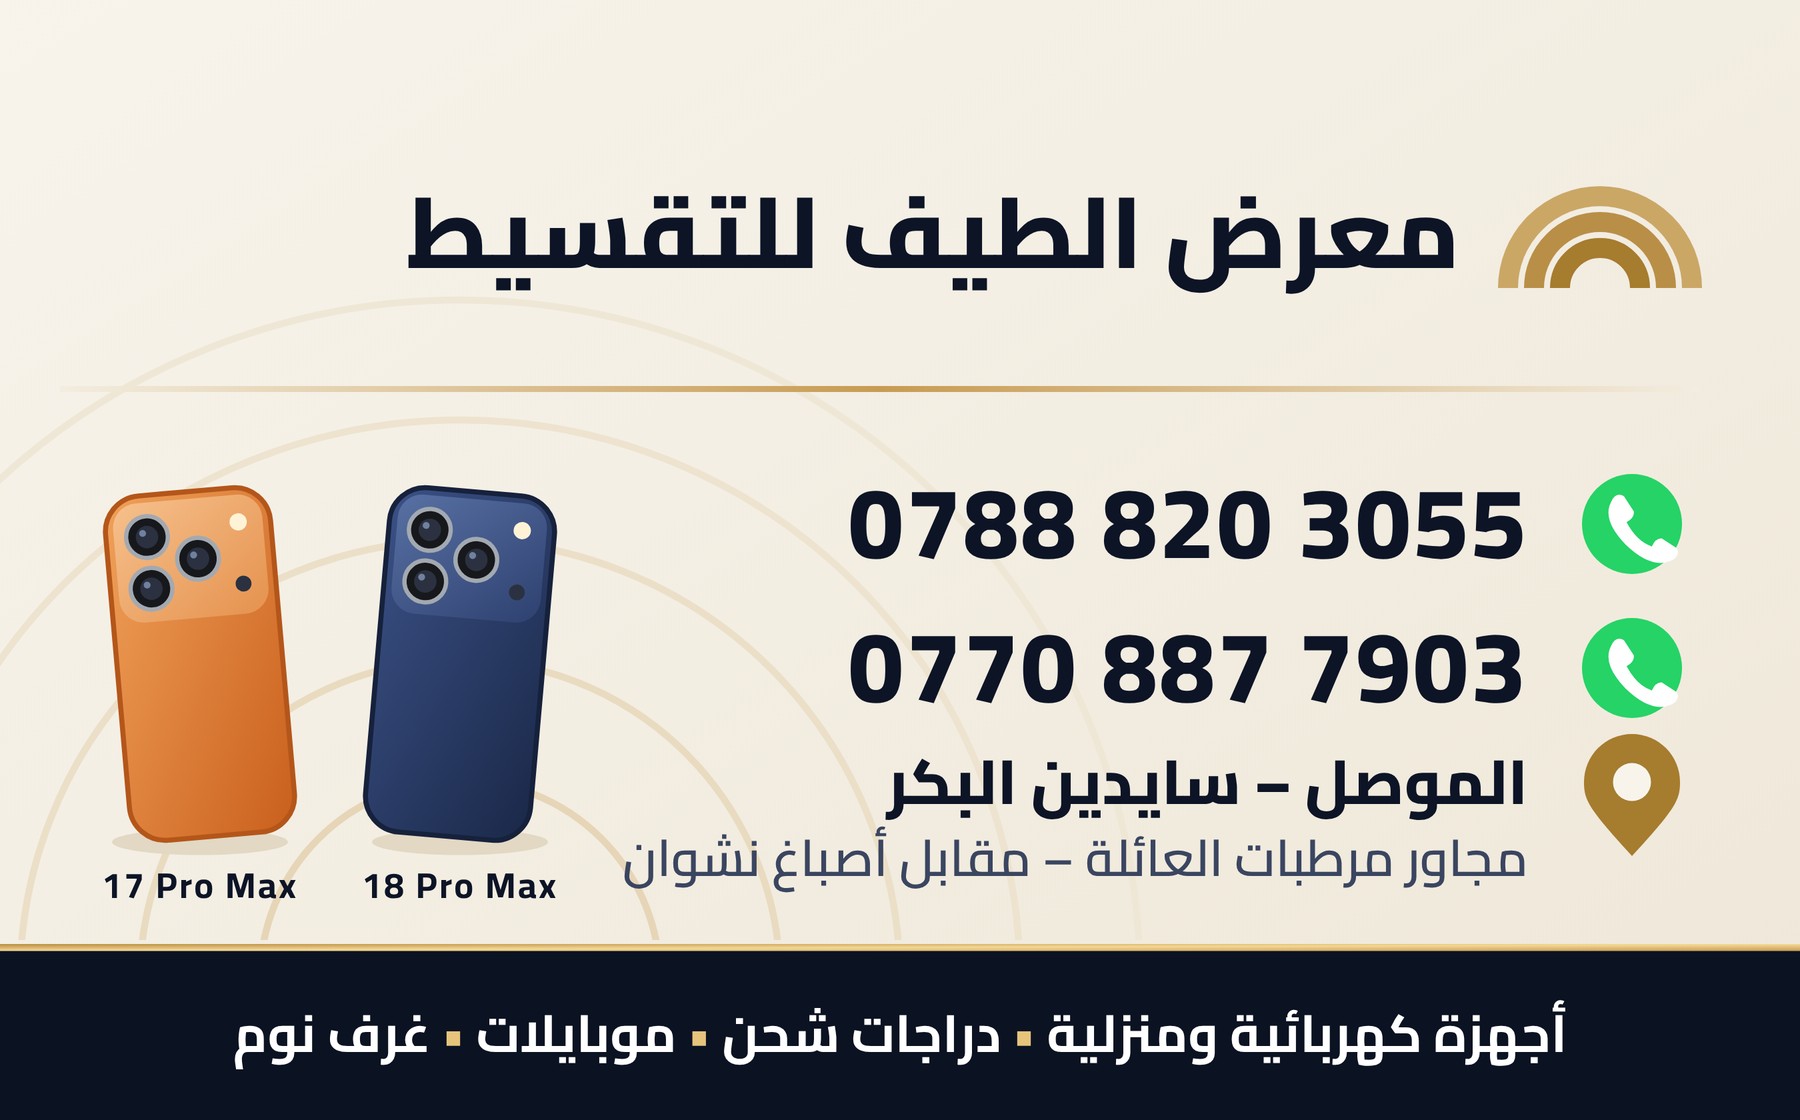 معرض الطيف للتقسيط
0788 820 3055
0770 887 7903
الموصل – سايدين البكر
مجاور مرطبات العائلة – مقابل أصباغ نشوان
17 Pro Max
18 Pro Max
أجهزة كهربائية ومنزلية ▪ دراجات شحن ▪ موبايلات ▪ غرف نوم